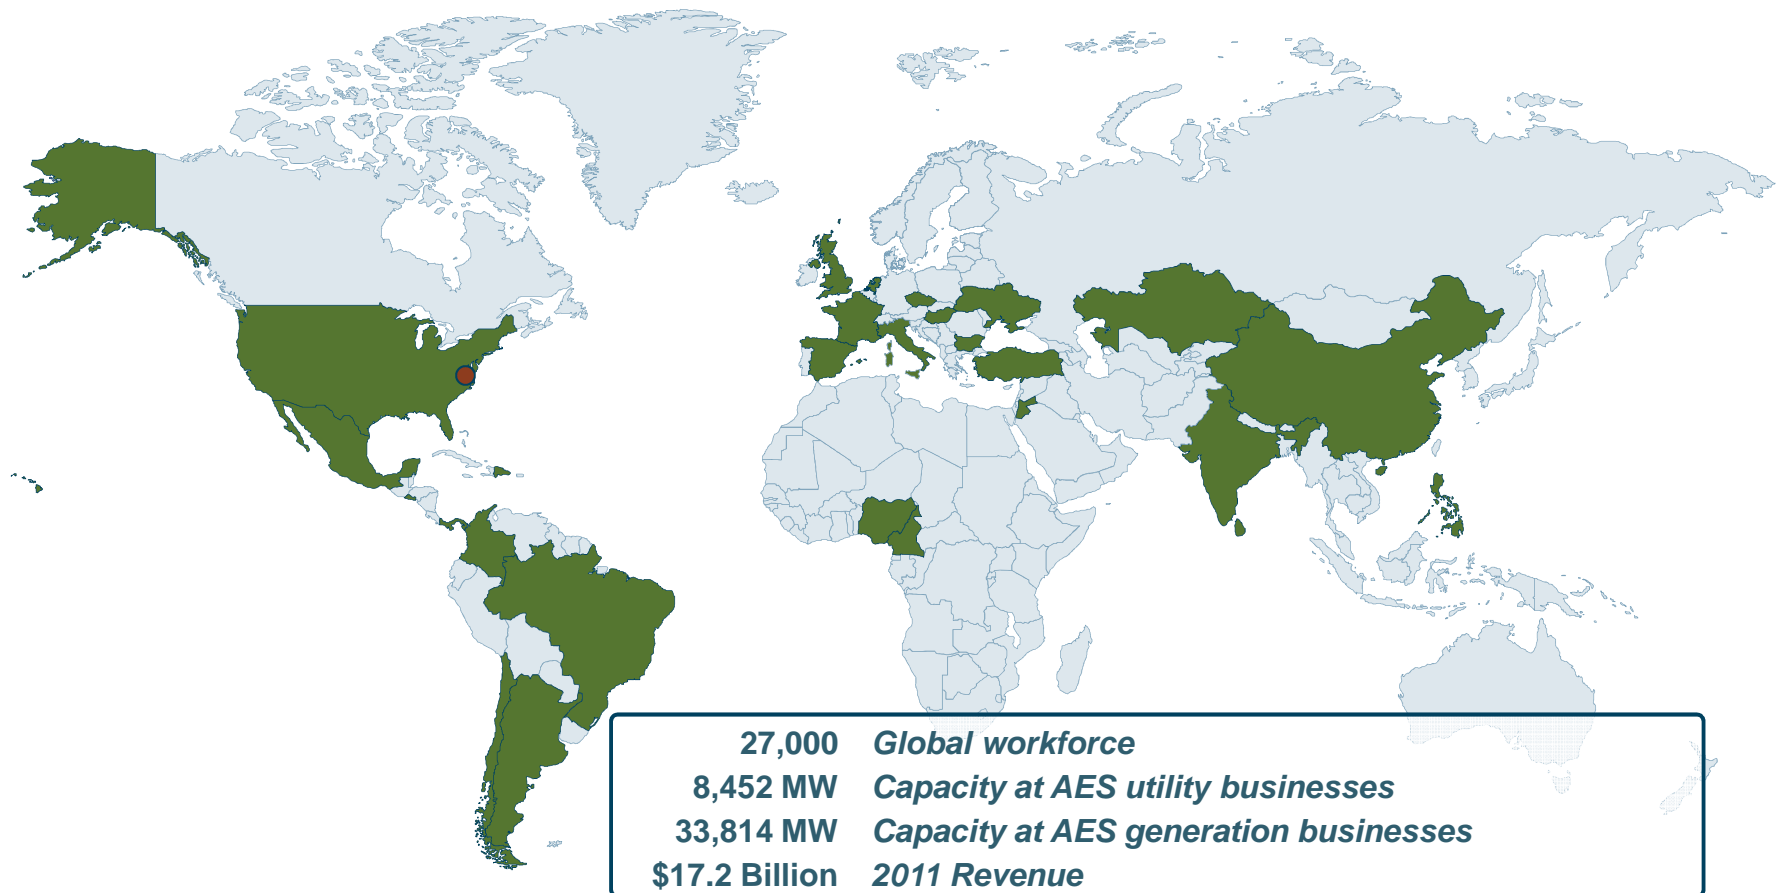 27,000 Global workforce
8,452 MW Capacity at AES utility businesses
33,814 MW Capacity at AES generation businesses
$17.2 Billion 2011 Revenue